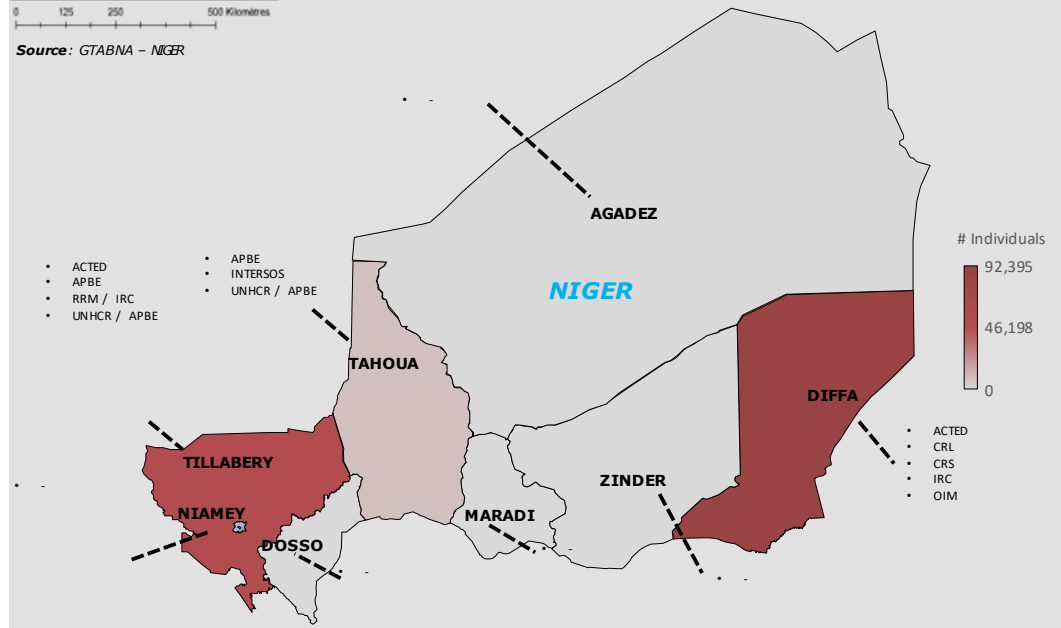 0 125 250 500 Kilomètres
Source: GTABNA – NIGER
• -
AGADEZ
# Individuals
92,395
46,198
0
NIGER
• ACTED
• APBE
• RRM / IRC
• UNHCR / APBE
• APBE
• INTERSOS
• UNHCR / APBE
TAHOUA
DIFFA
• ACTED
• CRL
• CRS
• IRC
• OIM
TILLABERY
• -
ZINDER
NIAMEY
MARADI
DOSSO
• -
• -
• -